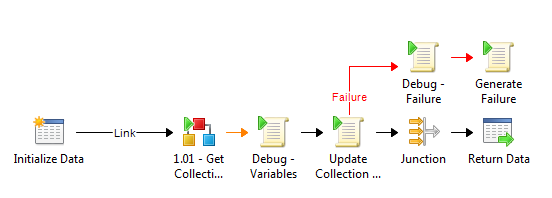 Debug -
Failure
Generate
Failure
Failure
Link
Initialize Data
1.01 - Get
Collecti...
Debug -
Variables
Update
Collection ...
Junction
Return Data